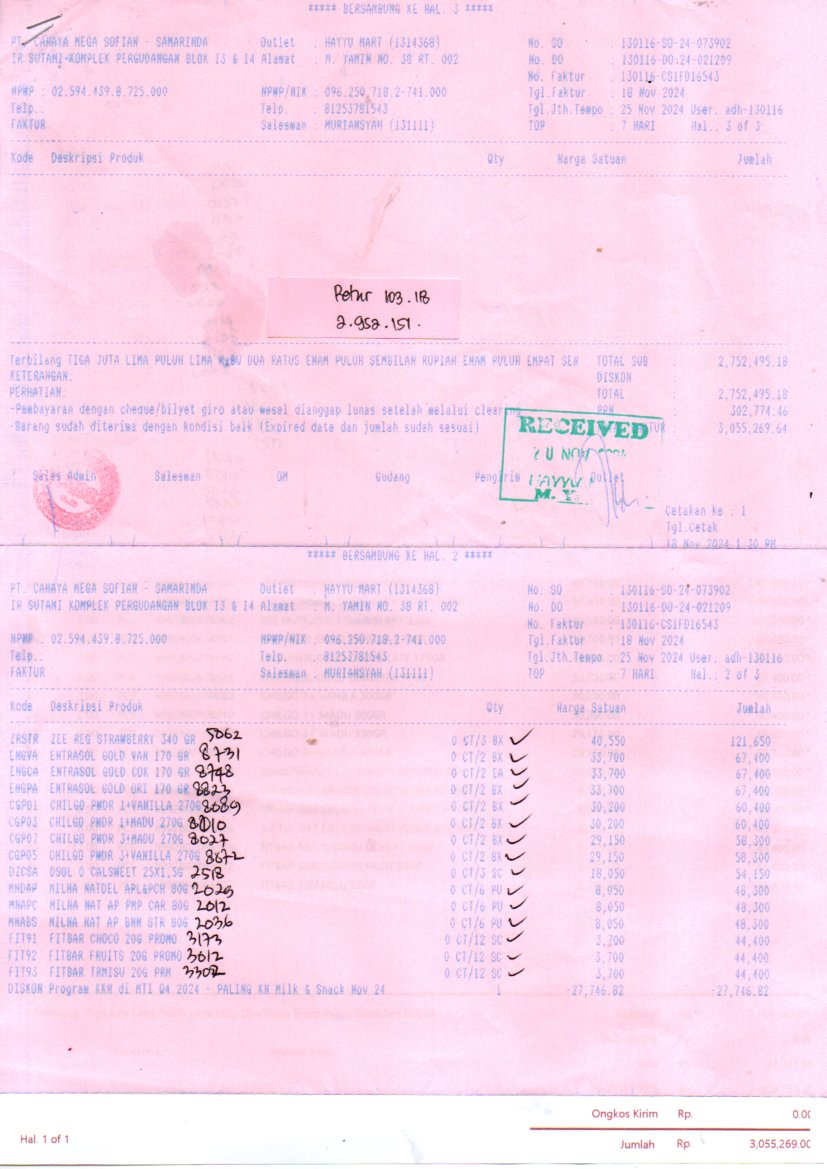 ***** BERSAMBUNG KE HAL. 3 *****
PT. CAHAYA MEGA SOFIAN - SAMARINDA Outlet : HAYYU MART (1314368) No. SO : 130116-SO-24-073902
IR SUTAMI-KOMPLEK PERGUDANGAN BLOK I3 & I4 Alamat : M. YAMIN NO. 38 RT. 002 No. DO : 130116-DO-24-021209
No. Faktur : 130116-CS1FD16543
NPWP : 02.594.439.8.725.000 NPWP/NIK : 096.250.718.2-741.000 Tgl.Faktur : 18 Nov 2024
Telp.: Telp. : 81253781543 Tgl.Jth.Tempo : 25 Nov 2024 User: adh-130116
FAKTUR Salesman : MURIANSYAH (131111) TOP : 7 HARI Hal.: 3 of 3
Kode Deskripsi Produk Qty Harga Satuan Jumlah
Retur 103.118
2.952.151.
Terbilang TIGA JUTA LIMA PULUH LIMA RIBU DUA RATUS ENAM PULUH SEMBILAN RUPIAH ENAM PULUH EMPAT SEN TOTAL SUB : 2,752,495.18
KETERANGAN: DISKON :
PERHATIAN: TOTAL : 2,752,495.18
-Pembayaran dengan cheque/bilyet giro atau wesel dianggap lunas setelah melalui clearing PPN : 302,774.46
-Barang sudah diterima dengan kondisi baik (Expired date dan jumlah sudah sesuai) : 3,055,269.64
RECEIVED
20 NOV
HAYYU
M. Y
Sales Admin Salesman OM Gudang Pengirim Outlet
Cetakan ke : 1
Tgl.Cetak
18 Nov 2024 1:30 PM
***** BERSAMBUNG KE HAL. 2 *****
PT. CAHAYA MEGA SOFIAN - SAMARINDA Outlet : HAYYU MART (1314368) No. SO : 130116-SO-24-073902
IR SUTAMI KOMPLEK PERGUDANGAN BLOK I3 & I4 Alamat : M. YAMIN NO. 38 RT. 002 No. DO : 130116-DO-24-021209
No. Faktur : 130116-CS1FD16543
NPWP : 02.594.439.8.725.000 NPWP/NIK : 096.250.718.2-741.000 Tgl.Faktur : 18 Nov 2024
Telp.: Telp. : 81253781543 Tgl.Jth.Tempo : 25 Nov 2024 User: adh-130116
FAKTUR Salesman : MURIANSYAH (131111) TOP : 7 HARI Hal.: 2 of 3
Kode Deskripsi Produk Qty Harga Satuan Jumlah
ZRSTR ZEE REG STRAWBERRY 340 GR 5062 0 CT/3 BX ✓ 40,550 121,650
ENGVA ENTRASOL GOLD VAN 170 GR 8731 0 CT/2 BX ✓ 33,700 67,400
ENGCA ENTRASOL GOLD COK 170 GR 8748 0 CT/2 EA ✓ 33,700 67,400
ENGPA ENTRASOL GOLD ORI 170 GR 8823 0 CT/2 BX ✓ 33,700 67,400
CGP01 CHILGO PWDR 1+VANILLA 270G 8089 0 CT/2 BX ✓ 30,200 60,400
CGP03 CHILGO PWDR 1+MADU 270G 8010 0 CT/2 BX ✓ 30,200 60,400
CGP07 CHILGO PWDR 3+MADU 270G 8027 0 CT/2 BX ✓ 29,150 58,300
CGP05 CHILGO PWDR 3+VANILLA 270G 8072 0 CT/2 BX ✓ 29,150 58,300
DZCSA DSOL 0 CALSWEET 25X1,5G 2518 0 CT/3 SC ✓ 18,050 54,150
MNDAP MILNA NATDEL APL&PCH 80G 2029 0 CT/6 PU ✓ 8,050 48,300
MNAPC MILNA NAT AP PMP CAR 80G 2012 0 CT/6 PU ✓ 8,050 48,300
MNABS MILNA NAT AP BNN STR 80G 2036 0 CT/6 PU ✓ 8,050 48,300
FIT91 FITBAR CHOCO 20G PROMO 3173 0 CT/12 SC ✓ 3,700 44,400
FIT92 FITBAR FRUITS 20G PROMO 3012 0 CT/12 SC ✓ 3,700 44,400
FIT93 FITBAR TRMISU 20G PRM 3302 0 CT/12 SC ✓ 3,700 44,400
DISKON Program KKN di MTI Q4 2024 - PALING KN Milk & Snack Nov 24 1 -27,746.82 -27,746.82
Ongkos Kirim Rp. 0.00
Hal. 1 of 1
Jumlah Rp. 3,055,269.00